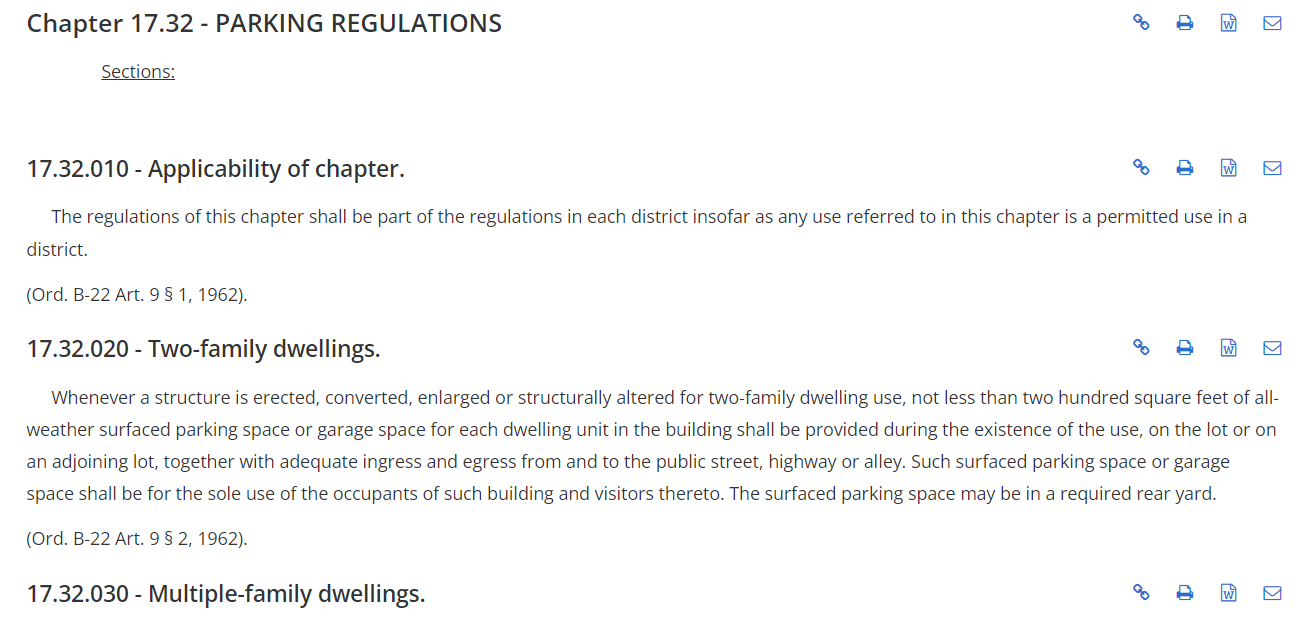 Chapter 17.32 - PARKING REGULATIONS
Sections:
17.32.010 - Applicability of chapter.
The regulations of this chapter shall be part of the regulations in each district insofar as any use referred to in this chapter is a permitted use in a
district.
(Ord. B-22 Art. 9 § 1, 1962).
17.32.020 - Two-family dwellings.
Whenever a structure is erected, converted, enlarged or structurally altered for two-family dwelling use, not less than two hundred square feet of all-
weather surfaced parking space or garage space for each dwelling unit in the building shall be provided during the existence of the use, on the lot or on
an adjoining lot, together with adequate ingress and egress from and to the public street, highway or alley. Such surfaced parking space or garage
space shall be for the sole use of the occupants of such building and visitors thereto. The surfaced parking space may be in a required rear yard.
(Ord. B-22 Art. 9 § 2, 1962).
17.32.030 - Multiple-family dwellings.